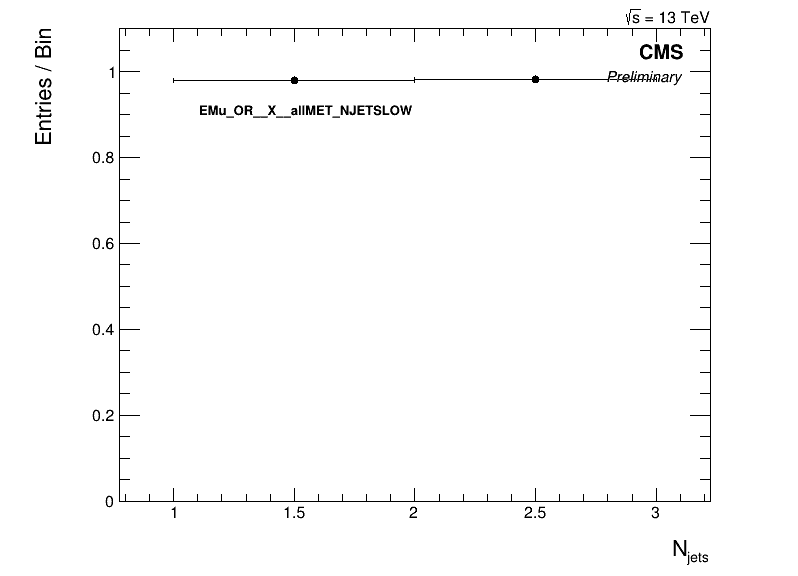 √s = 13 TeV
Entries / Bin
CMS
Preliminary
EMu_OR__X__allMET_NJETSLOW
1
0.8
0.6
0.4
0.2
0
1 1.5 2 2.5 3
Njets